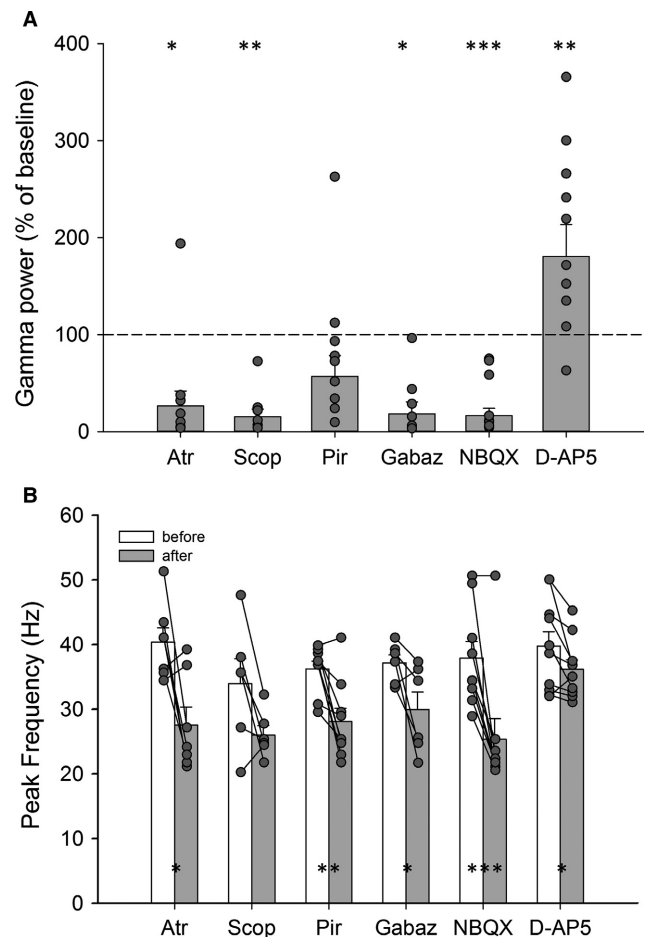 A
* ** * *** **
400
300
200
100
0
Gamma power (% of baseline)
Atr Scop Pir Gabaz NBQX D-AP5
B
60
50
40
30
20
10
0
Peak Frequency (Hz)
before
after
* ** * *** *
Atr Scop Pir Gabaz NBQX D-AP5